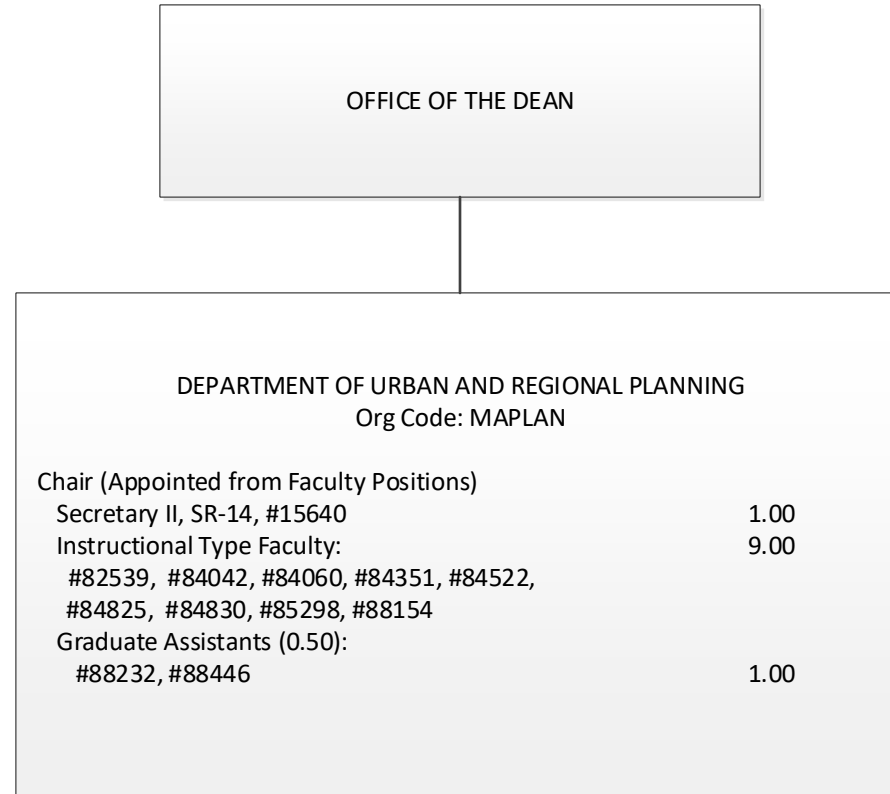 OFFICE OF THE DEAN
DEPARTMENT OF URBAN AND REGIONAL PLANNING
Org Code: MAPLAN
Chair (Appointed from Faculty Positions)
Secretary II, SR-14, #15640 1.00
Instructional Type Faculty: 9.00
#82539, #84042, #84060, #84351, #84522,
#84825, #84830, #85298, #88154
Graduate Assistants (0.50):
#88232, #88446 1.00